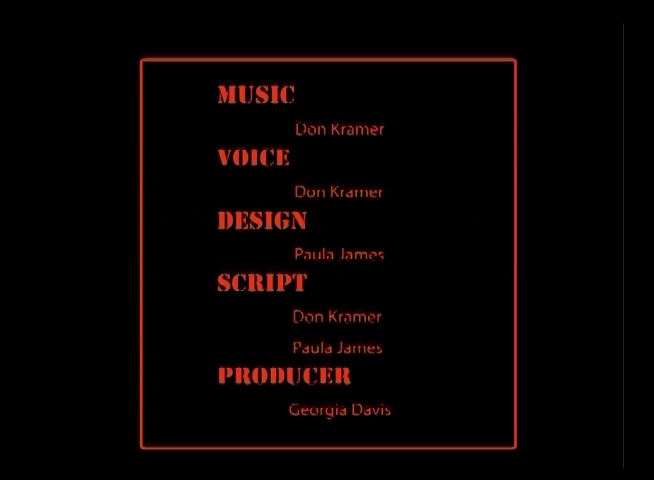 MUSIC
Don Kramer
VOICE
Don Kramer
DESIGN
Paula James
SCRIPT
Don Kramer
Paula James
PRODUCER
Georgia Davis